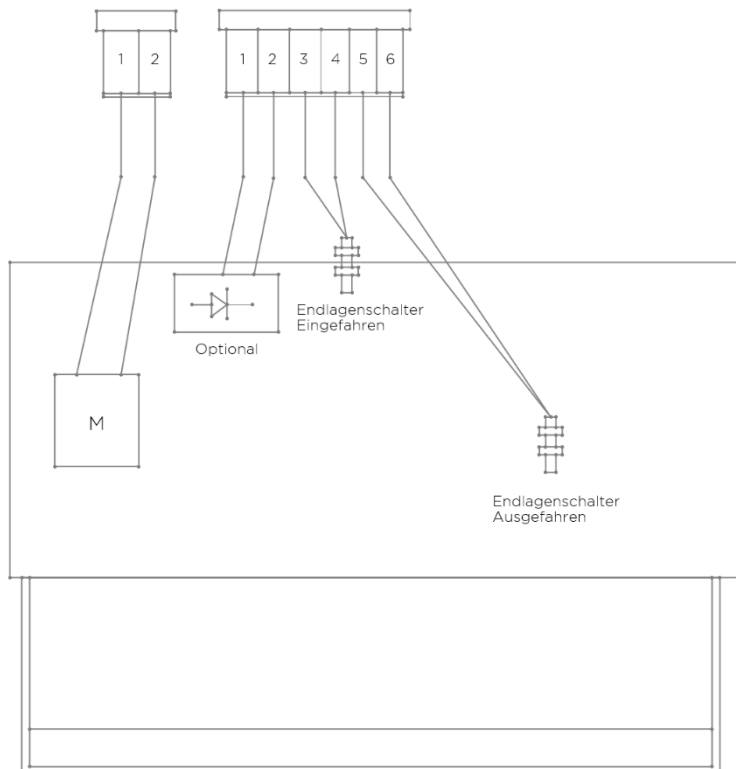 1 2 1 2 3 4 5 6
Endlagenschalter
Eingefahren
Optional
M
Endlagenschalter
Ausgefahren